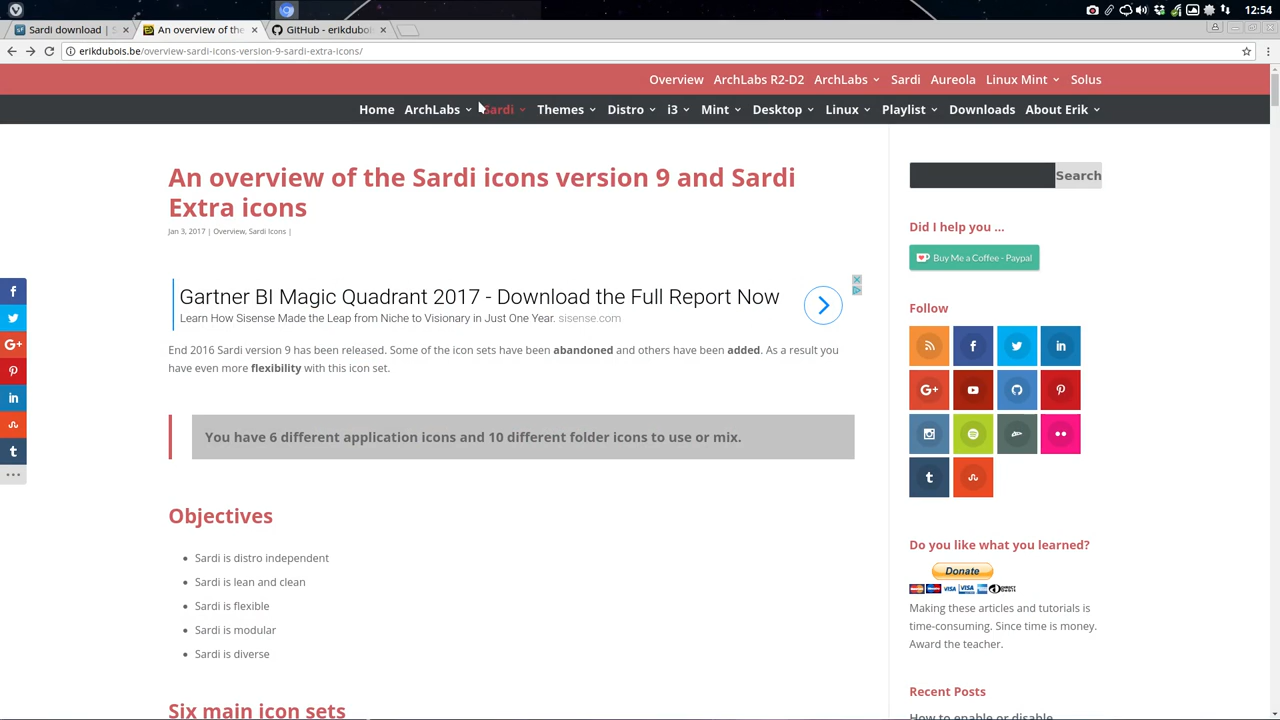 12:54
Sardi download | S
An overview of the
GitHub - erikdubois
erikdubois.be/overview-sardi-icons-version-9-sardi-extra-icons/
Overview ArchLabs R2-D2 ArchLabs Sardi Aureola Linux Mint Solus
Home ArchLabs Sardi Themes Distro i3 Mint Desktop Linux Playlist Downloads About Erik
An overview of the Sardi icons version 9 and Sardi
Extra icons
Jan 3, 2017 | Overview, Sardi Icons |
Gartner BI Magic Quadrant 2017 - Download the Full Report Now
Learn How Sisense Made the Leap from Niche to Visionary in Just One Year. sisense.com
End 2016 Sardi version 9 has been released. Some of the icon sets have been abandoned and others have been added. As a result you
have even more flexibility with this icon set.
You have 6 different application icons and 10 different folder icons to use or mix.
Objectives
Sardi is distro independent
Sardi is lean and clean
Sardi is flexible
Sardi is modular
Sardi is diverse
Six main icon sets
Search
Did I help you ...
Buy Me a Coffee - Paypal
Follow
Do you like what you learned?
Donate
Making these articles and tutorials is
time-consuming. Since time is money.
Award the teacher.
Recent Posts
How to enable or disable